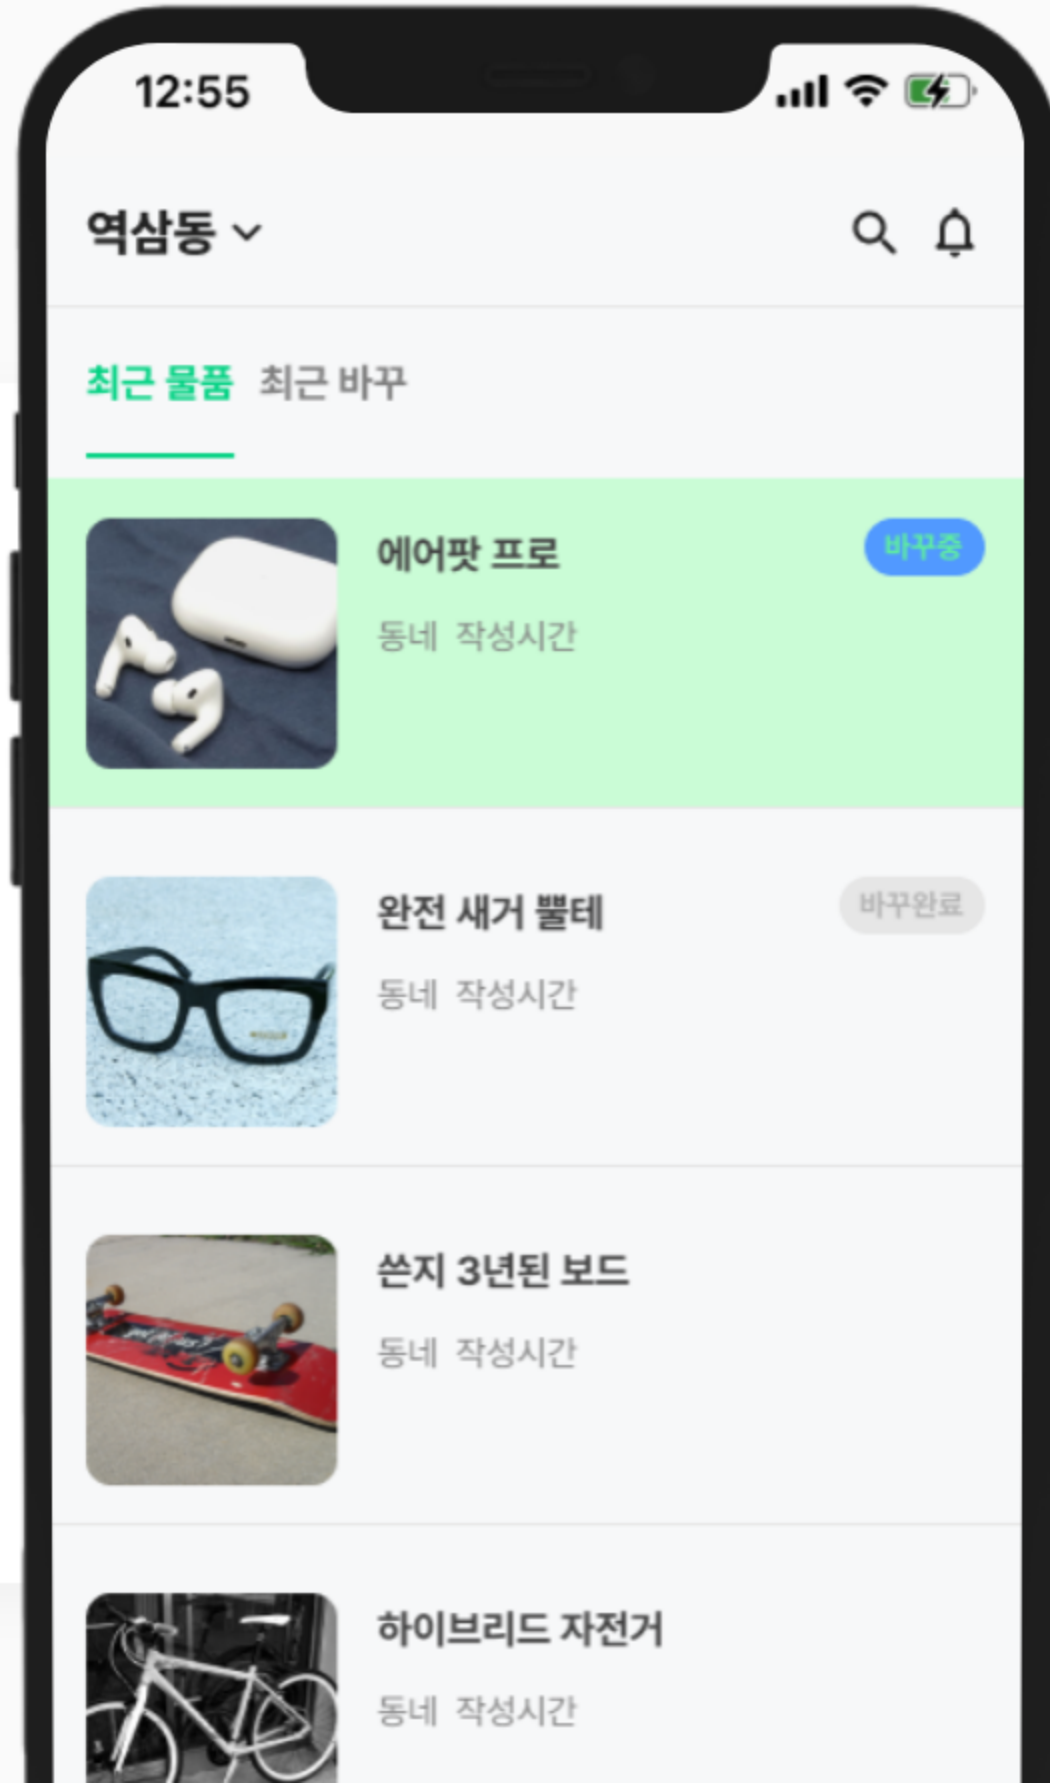 12:55
역삼동
최근 물품 최근 바꾸
에어팟 프로 바꾸중
동네 작성시간
완전 새거 뿔테 바꾸완료
동네 작성시간
쓴지 3년된 보드
동네 작성시간
하이브리드 자전거
동네 작성시간